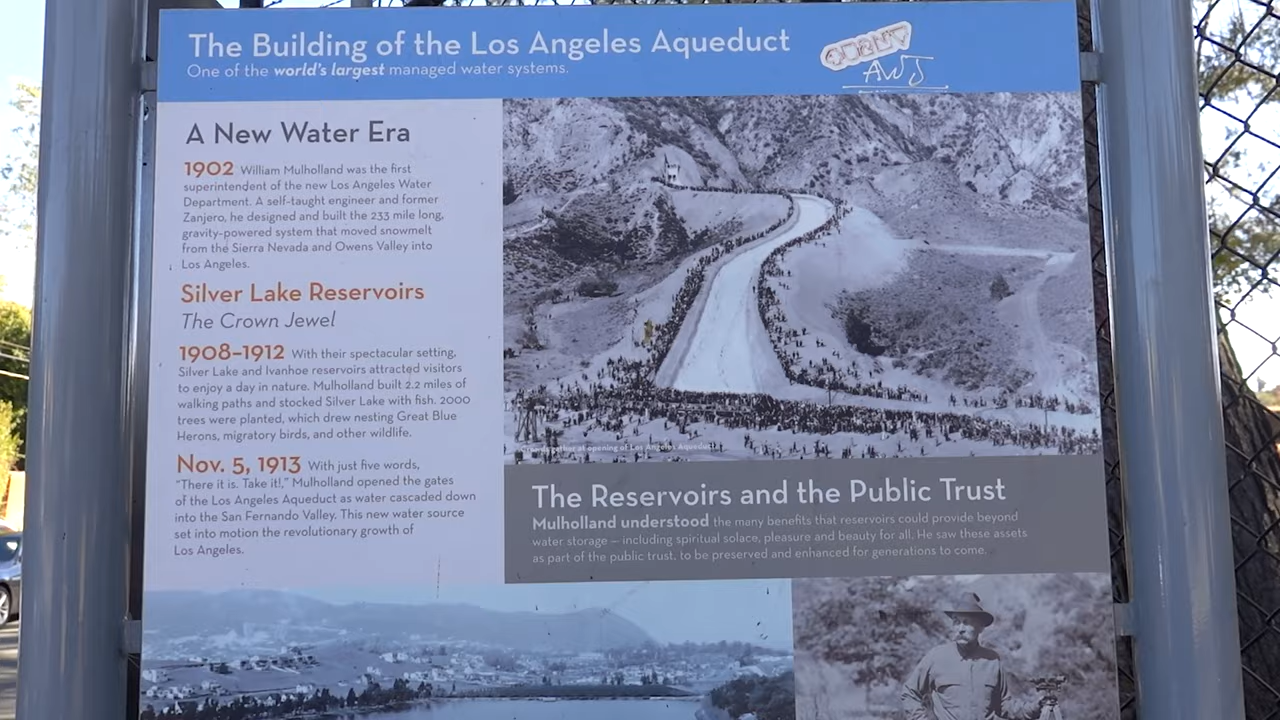 The Building of the Los Angeles Aqueduct
One of the world's largest managed water systems.
AWJ
A New Water Era
1902 William Mulholland was the first
superintendent of the new Los Angeles Water
Department. A self-taught engineer and former
Zanjero, he designed and built the 233 mile long,
gravity-powered system that moved snowmelt
from the Sierra Nevada and Owens Valley into
Los Angeles.
Silver Lake Reservoirs
The Crown Jewel
1908–1912 With their spectacular setting,
Silver Lake and Ivanhoe reservoirs attracted visitors
to enjoy a day in nature. Mulholland built 2.2 miles of
walking paths and stocked Silver Lake with fish. 2000
trees were planted, which drew nesting Great Blue
Herons, migratory birds, and other wildlife.
Nov. 5, 1913 With just five words,
"There it is. Take it!," Mulholland opened the gates
of the Los Angeles Aqueduct as water cascaded down
into the San Fernando Valley. This new water source
set into motion the revolutionary growth of
Los Angeles.
gather at opening of Los Angeles Aqueduct
The Reservoirs and the Public Trust
Mulholland understood the many benefits that reservoirs could provide beyond
water storage — including spiritual solace, pleasure and beauty for all. He saw these assets
as part of the public trust, to be preserved and enhanced for generations to come.